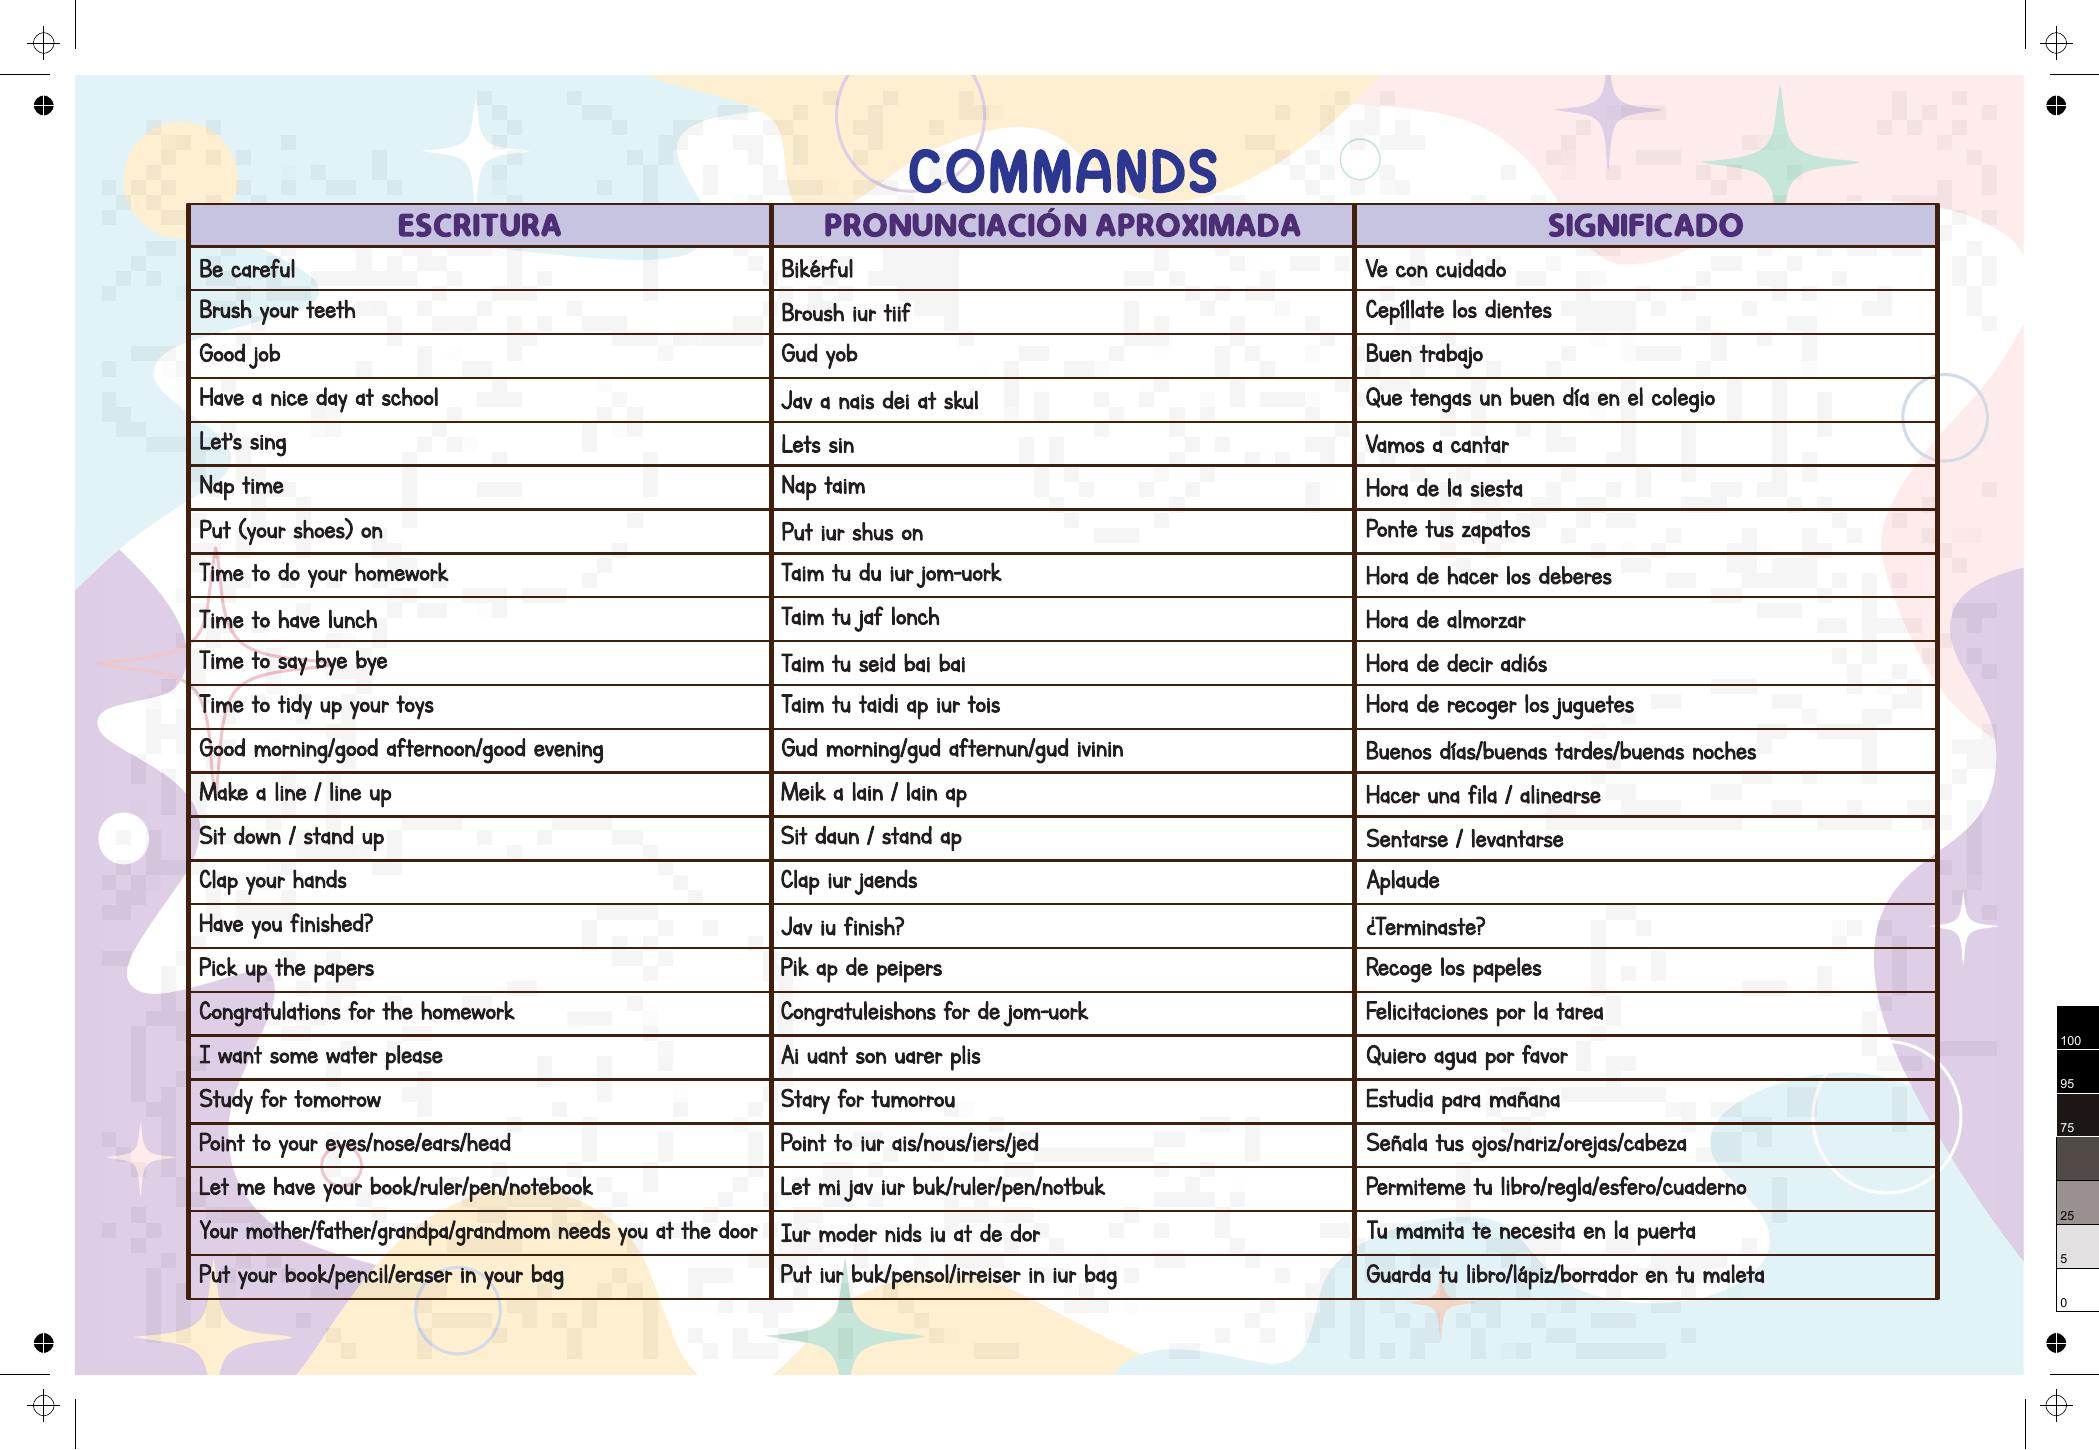 COMMANDS
ESCRITURA PRONUNCIACIÓN APROXIMADA SIGNIFICADO
Be careful Bikérful Ve con cuidado
Brush your teeth Broush iur tiif Cepíllate los dientes
Good job Gud yob Buen trabajo
Have a nice day at school Jav a nais dei at skul Que tengas un buen día en el colegio
Let's sing Lets sin Vamos a cantar
Nap time Nap taim Hora de la siesta
Put (your shoes) on Put iur shus on Ponte tus zapatos
Time to do your homework Taim tu du iur jom-uork Hora de hacer los deberes
Time to have lunch Taim tu jaf lonch Hora de almorzar
Time to say bye bye Taim tu seid bai bai Hora de decir adiós
Time to tidy up your toys Taim tu taidi ap iur tois Hora de recoger los juguetes
Good morning/good afternoon/good evening Gud morning/gud afternun/gud ivinin Buenos días/buenas tardes/buenas noches
Make a line / line up Meik a lain / lain ap Hacer una fila / alinearse
Sit down / stand up Sit daun / stand ap Sentarse / levantarse
Clap your hands Clap iur jaends Aplaude
Have you finished? Jav iu finish? ¿Terminaste?
Pick up the papers Pik ap de peipers Recoge los papeles
Congratulations for the homework Congratuleishons for de jom-uork Felicitaciones por la tarea
I want some water please Ai uant son uarer plis Quiero agua por favor
Study for tomorrow Stary for tumorrou Estudia para mañana
Point to your eyes/nose/ears/head Point to iur ais/nous/iers/jed Señala tus ojos/nariz/orejas/cabeza
Let me have your book/ruler/pen/notebook Let mi jav iur buk/ruler/pen/notbuk Permiteme tu libro/regla/esfero/cuaderno
Your mother/father/grandpa/grandmom needs you at the door Iur moder nids iu at de dor Tu mamita te necesita en la puerta
Put your book/pencil/eraser in your bag Put iur buk/pensol/irreiser in iur bag Guarda tu libro/lápiz/borrador en tu maleta
100
95
75
25
5
0